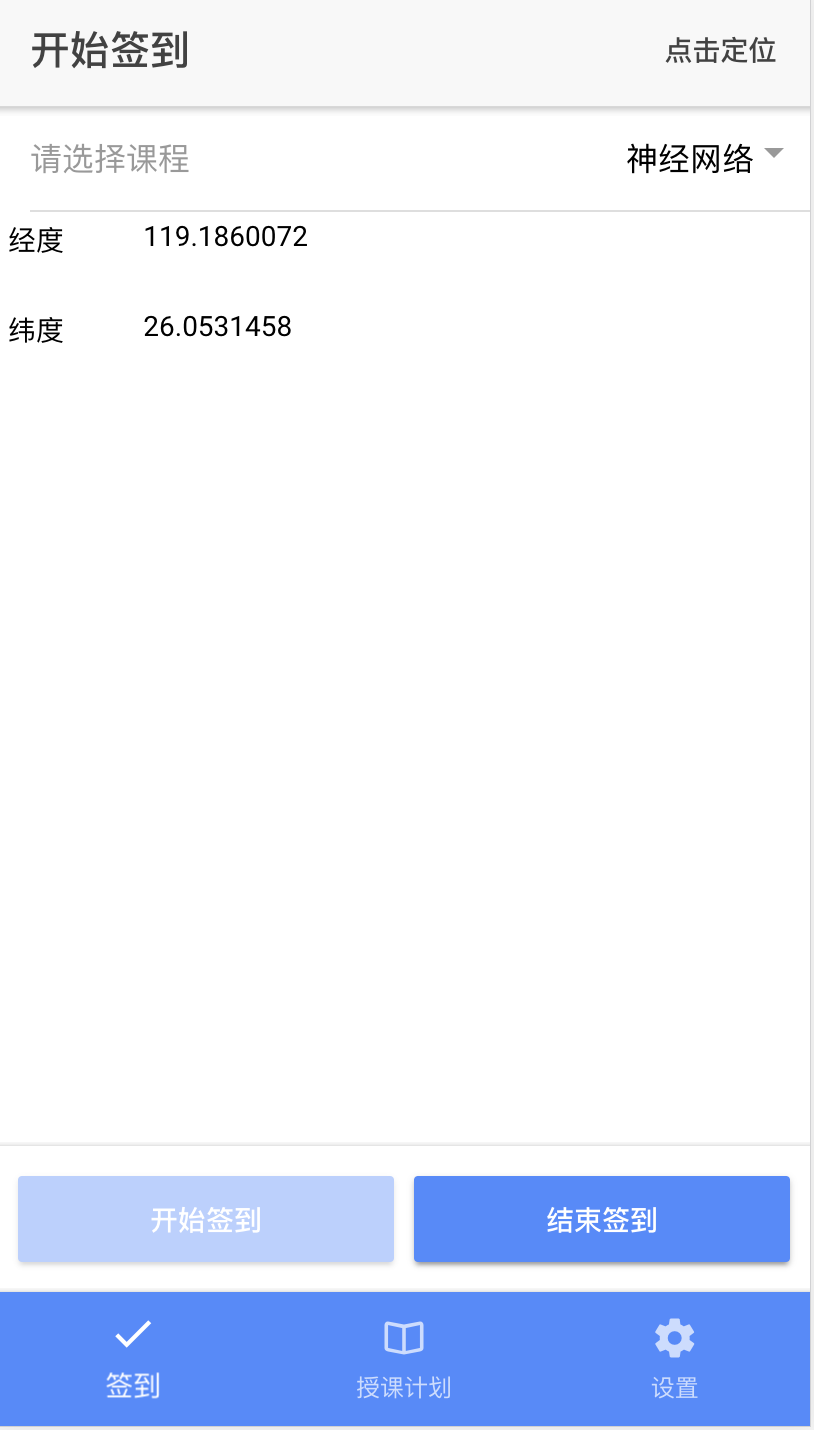 开始签到 点击定位
请选择课程 神经网络
经度 119.1860072
纬度 26.0531458
开始签到 结束签到
签到 授课计划 设置